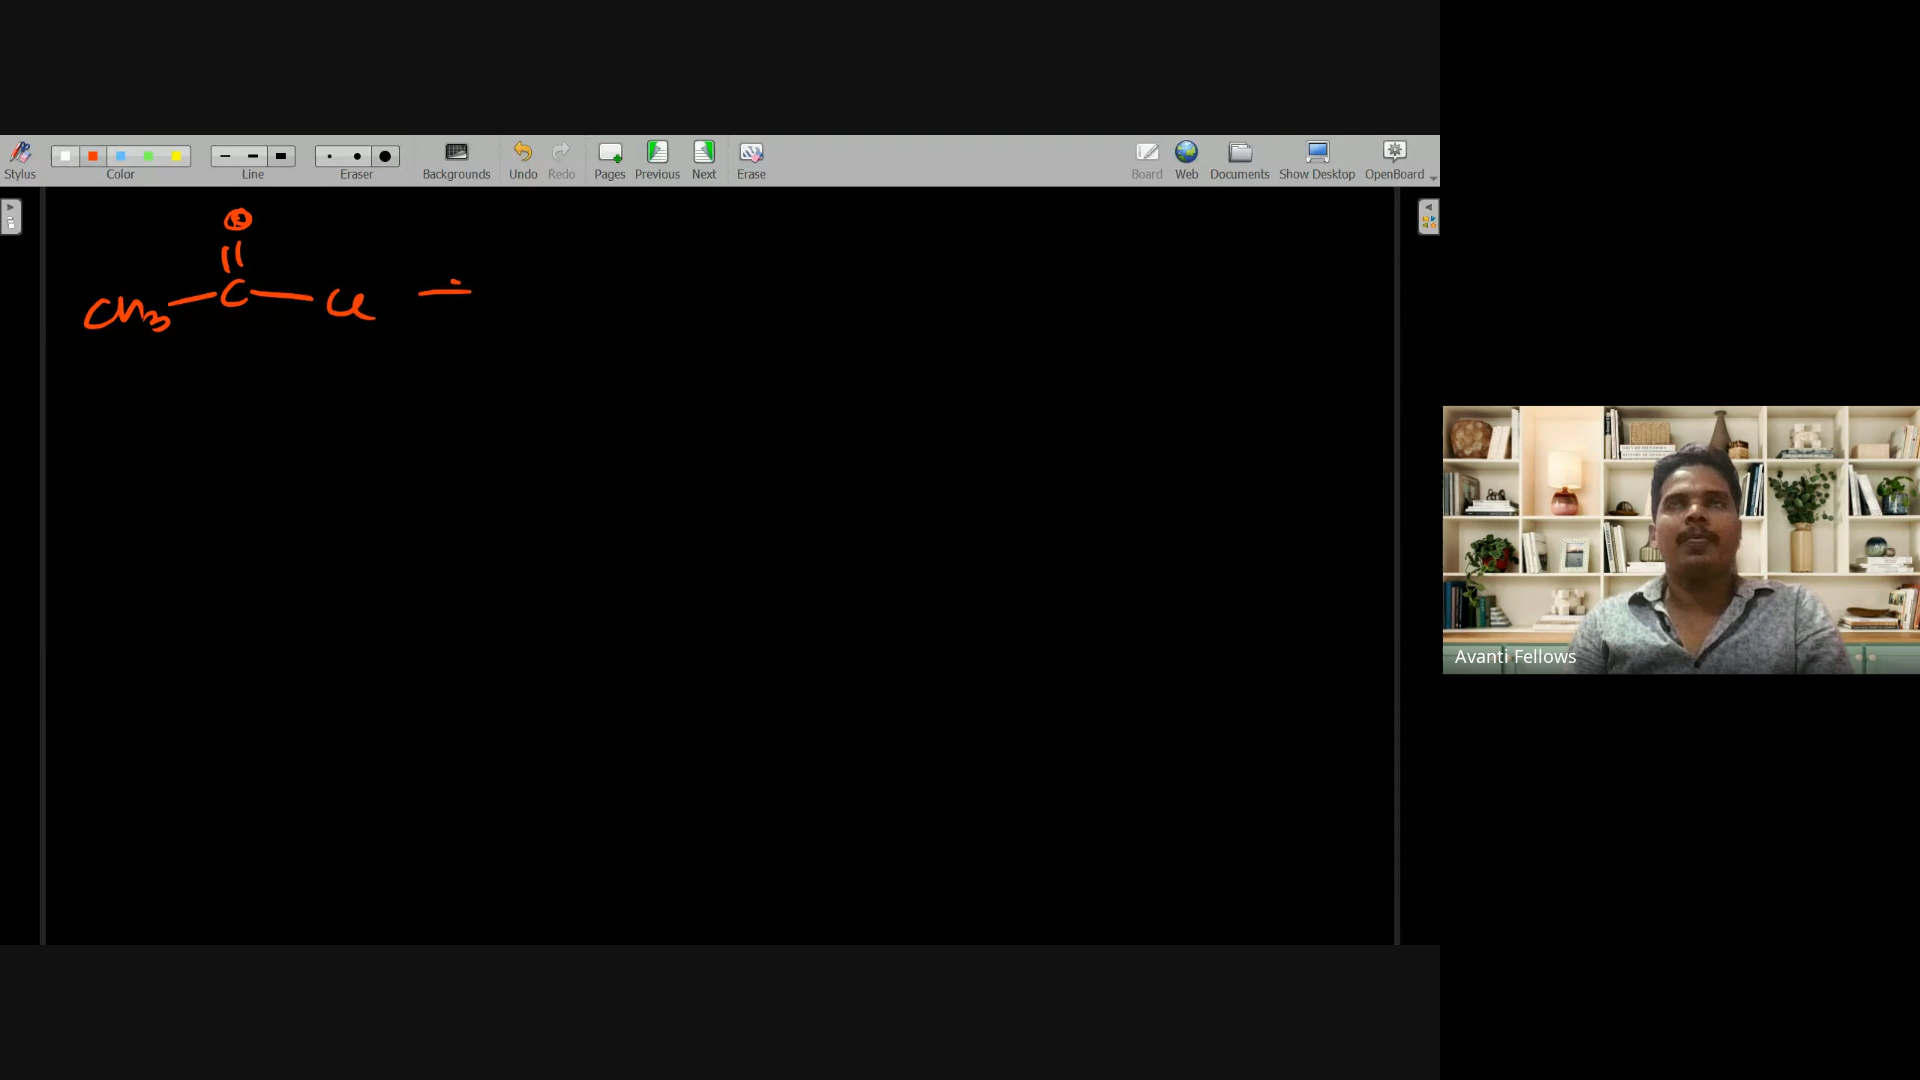 Stylus
Color
Line
Eraser
Backgrounds
Undo
Redo
Pages
Previous
Next
Erase
Board
Web
Documents
Show Desktop
OpenBoard
O
||
CH3 — C — Cl
Avanti Fellows